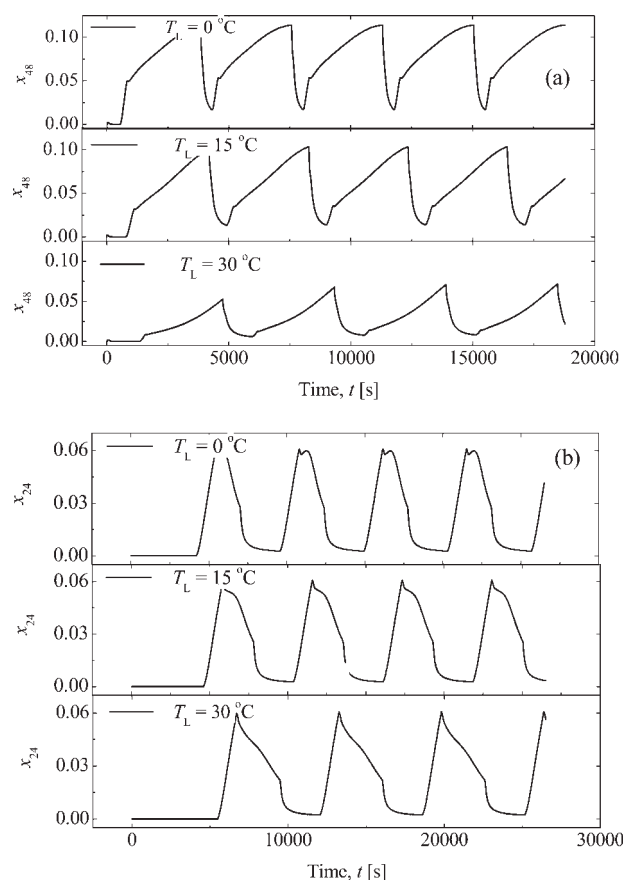 0.10
0.05
0.00
x48
T_L = 0 °C
(a)
0.10
0.05
0.00
x48
T_L = 15 °C
0.10
0.05
0.00
x48
T_L = 30 °C
0 5000 10000 15000 20000
Time, t [s]
0.06
0.03
0.00
x24
T_L = 0 °C
(b)
0.06
0.03
0.00
x24
T_L = 15 °C
0.06
0.03
0.00
x24
T_L = 30 °C
0 10000 20000 30000
Time, t [s]